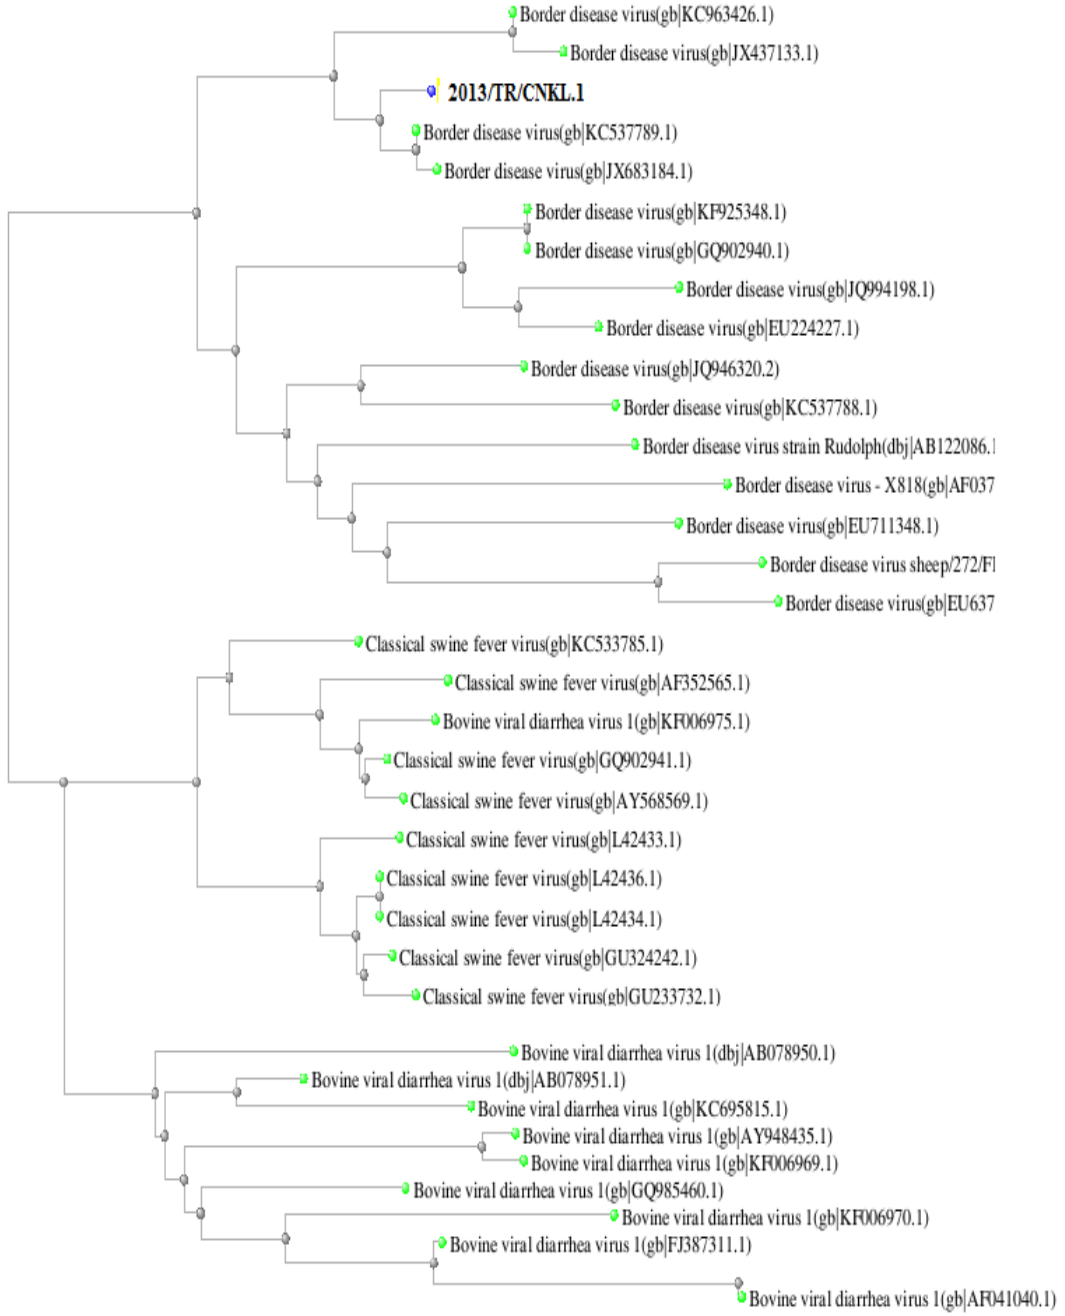 Border disease virus(gb|KC963426.1)
Border disease virus(gb|JX437133.1)
2013/TR/CNKL.1
Border disease virus(gb|KC537789.1)
Border disease virus(gb|JX683184.1)
Border disease virus(gb|KF925348.1)
Border disease virus(gb|GQ902940.1)
Border disease virus(gb|JQ994198.1)
Border disease virus(gb|EU224227.1)
Border disease virus(gb|JQ946320.2)
Border disease virus(gb|KC537788.1)
Border disease virus strain Rudolph(dbj|AB122086.1
Border disease virus - X818(gb|AF037
Border disease virus(gb|EU711348.1)
Border disease virus sheep/272/F
Border disease virus(gb|EU637
Classical swine fever virus(gb|KC533785.1)
Classical swine fever virus(gb|AF352565.1)
Bovine viral diarrhea virus 1(gb|KF006975.1)
Classical swine fever virus(gb|GQ902941.1)
Classical swine fever virus(gb|AY568569.1)
Classical swine fever virus(gb|L42433.1)
Classical swine fever virus(gb|L42436.1)
Classical swine fever virus(gb|L42434.1)
Classical swine fever virus(gb|GU324242.1)
Classical swine fever virus(gb|GU233732.1)
Bovine viral diarrhea virus 1(dbj|AB078950.1)
Bovine viral diarrhea virus 1(dbj|AB078951.1)
Bovine viral diarrhea virus 1(gb|KC695815.1)
Bovine viral diarrhea virus 1(gb|AY948435.1)
Bovine viral diarrhea virus 1(gb|KF006969.1)
Bovine viral diarrhea virus 1(gb|GQ985460.1)
Bovine viral diarrhea virus 1(gb|KF006970.1)
Bovine viral diarrhea virus 1(gb|FJ387311.1)
Bovine viral diarrhea virus 1(gb|AF041040.1)